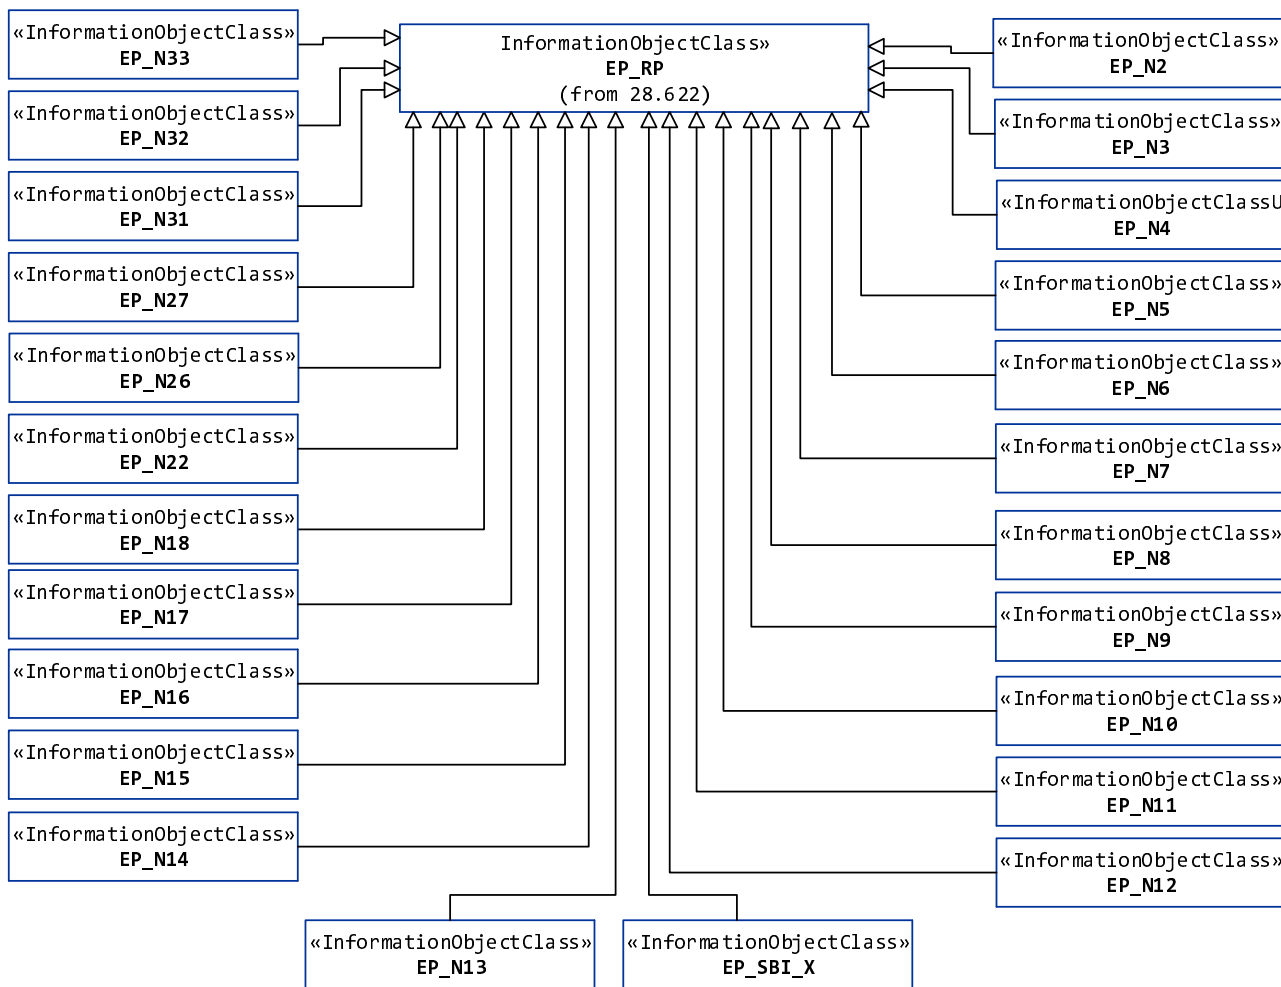 «InformationObjectClass»
EP_N33
«InformationObjectClass»
EP_N32
«InformationObjectClass»
EP_N31
«InformationObjectClass»
EP_N27
«InformationObjectClass»
EP_N26
«InformationObjectClass»
EP_N22
«InformationObjectClass»
EP_N18
«InformationObjectClass»
EP_N17
«InformationObjectClass»
EP_N16
«InformationObjectClass»
EP_N15
«InformationObjectClass»
EP_N14
InformationObjectClass»
EP_RP
(from 28.622)
«InformationObjectClass»
EP_N13
«InformationObjectClass»
EP_SBI_X
«InformationObjectClass»
EP_N2
«InformationObjectClass»
EP_N3
«InformationObjectClassU
EP_N4
«InformationObjectClass»
EP_N5
«InformationObjectClass»
EP_N6
«InformationObjectClass»
EP_N7
«InformationObjectClass»
EP_N8
«InformationObjectClass»
EP_N9
«InformationObjectClass»
EP_N10
«InformationObjectClass»
EP_N11
«InformationObjectClass»
EP_N12